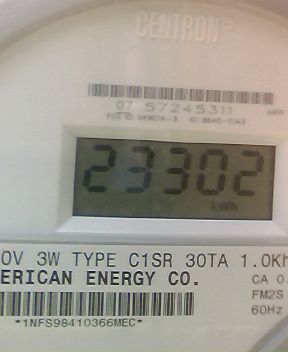 CENTRON®
07 57245311
23302
kWh
0V 3W TYPE C1SR 30TA 1.0Kh
ERICAN ENERGY CO.
CA 0.
FM2S
60Hz
*1NFS98410366MEC*